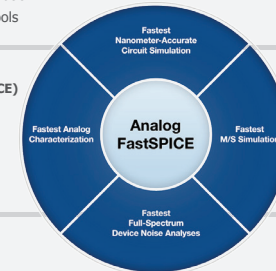 ols
CE)
Fastest
Nanometer-Accurate
Circuit Simulation
Fastest Analog
Characterization
Analog
FastSPICE
Fastest
M/S Simulation
Fastest
Full-Spectrum
Device Noise Analyses